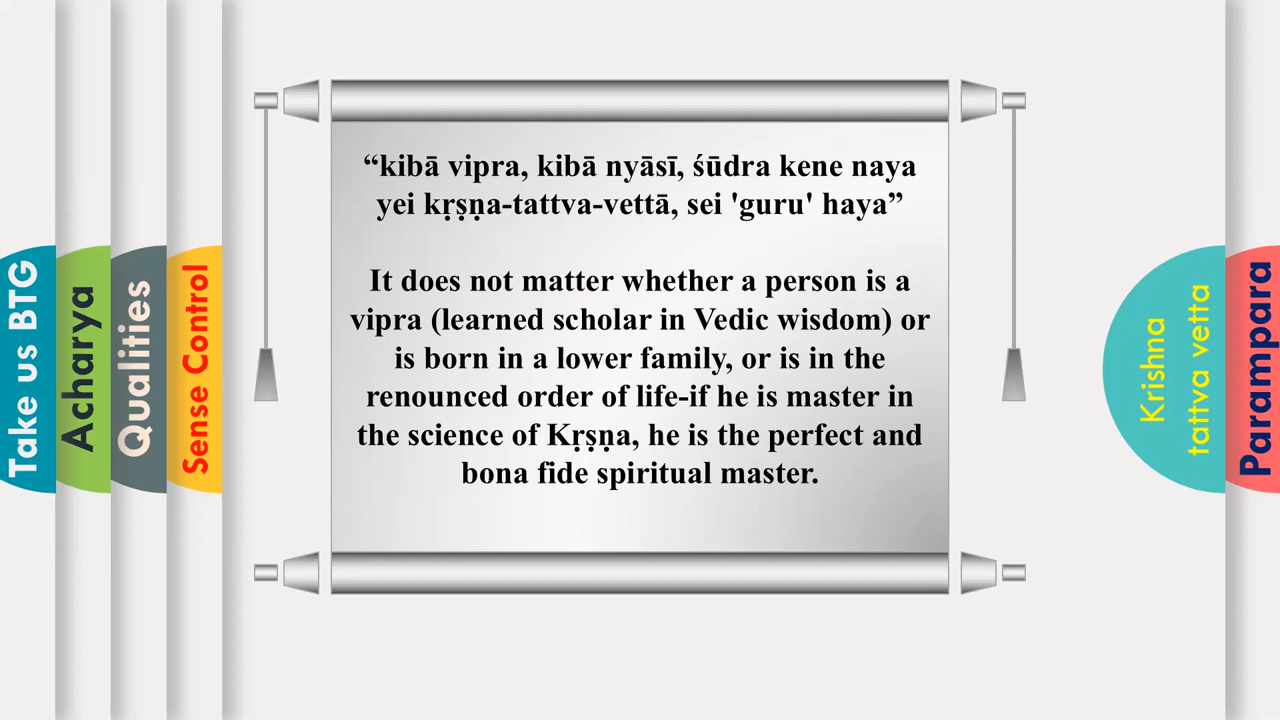 Take us BTG
Acharya
Qualities
Sense Control
“kibā vipra, kibā nyāsī, śūdra kene naya
yei kṛṣṇa-tattva-vettā, sei 'guru' haya”
It does not matter whether a person is a
vipra (learned scholar in Vedic wisdom) or
is born in a lower family, or is in the
renounced order of life-if he is master in
the science of Kṛṣṇa, he is the perfect and
bona fide spiritual master.
Krishna
tattva vetta
Parampara